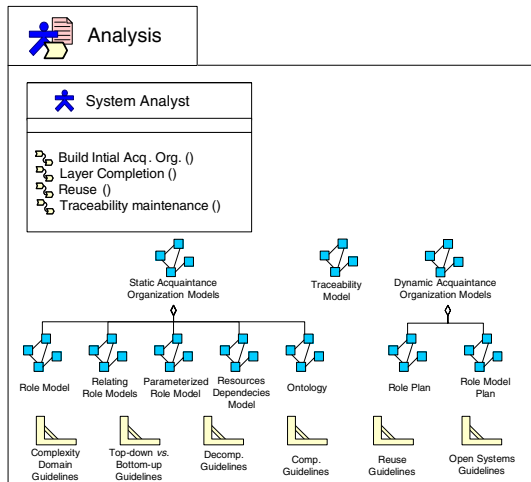 Analysis
System Analyst
Build Intial Acq. Org. ()
Layer Completion ()
Reuse ()
Traceability maintenance ()
Static Acquaintance
Organization Models
Traceability
Model
Dynamic Acquaintance
Organization Models
Role Model
Relating
Role Models
Parameterized
Role Model
Resources
Dependecies
Model
Ontology
Role Plan
Role Model
Plan
Complexity
Domain
Guidelines
Top-down vs.
Bottom-up
Guidelines
Decomp.
Guidelines
Comp.
Guidelines
Reuse
Guidelines
Open Systems
Guidelines